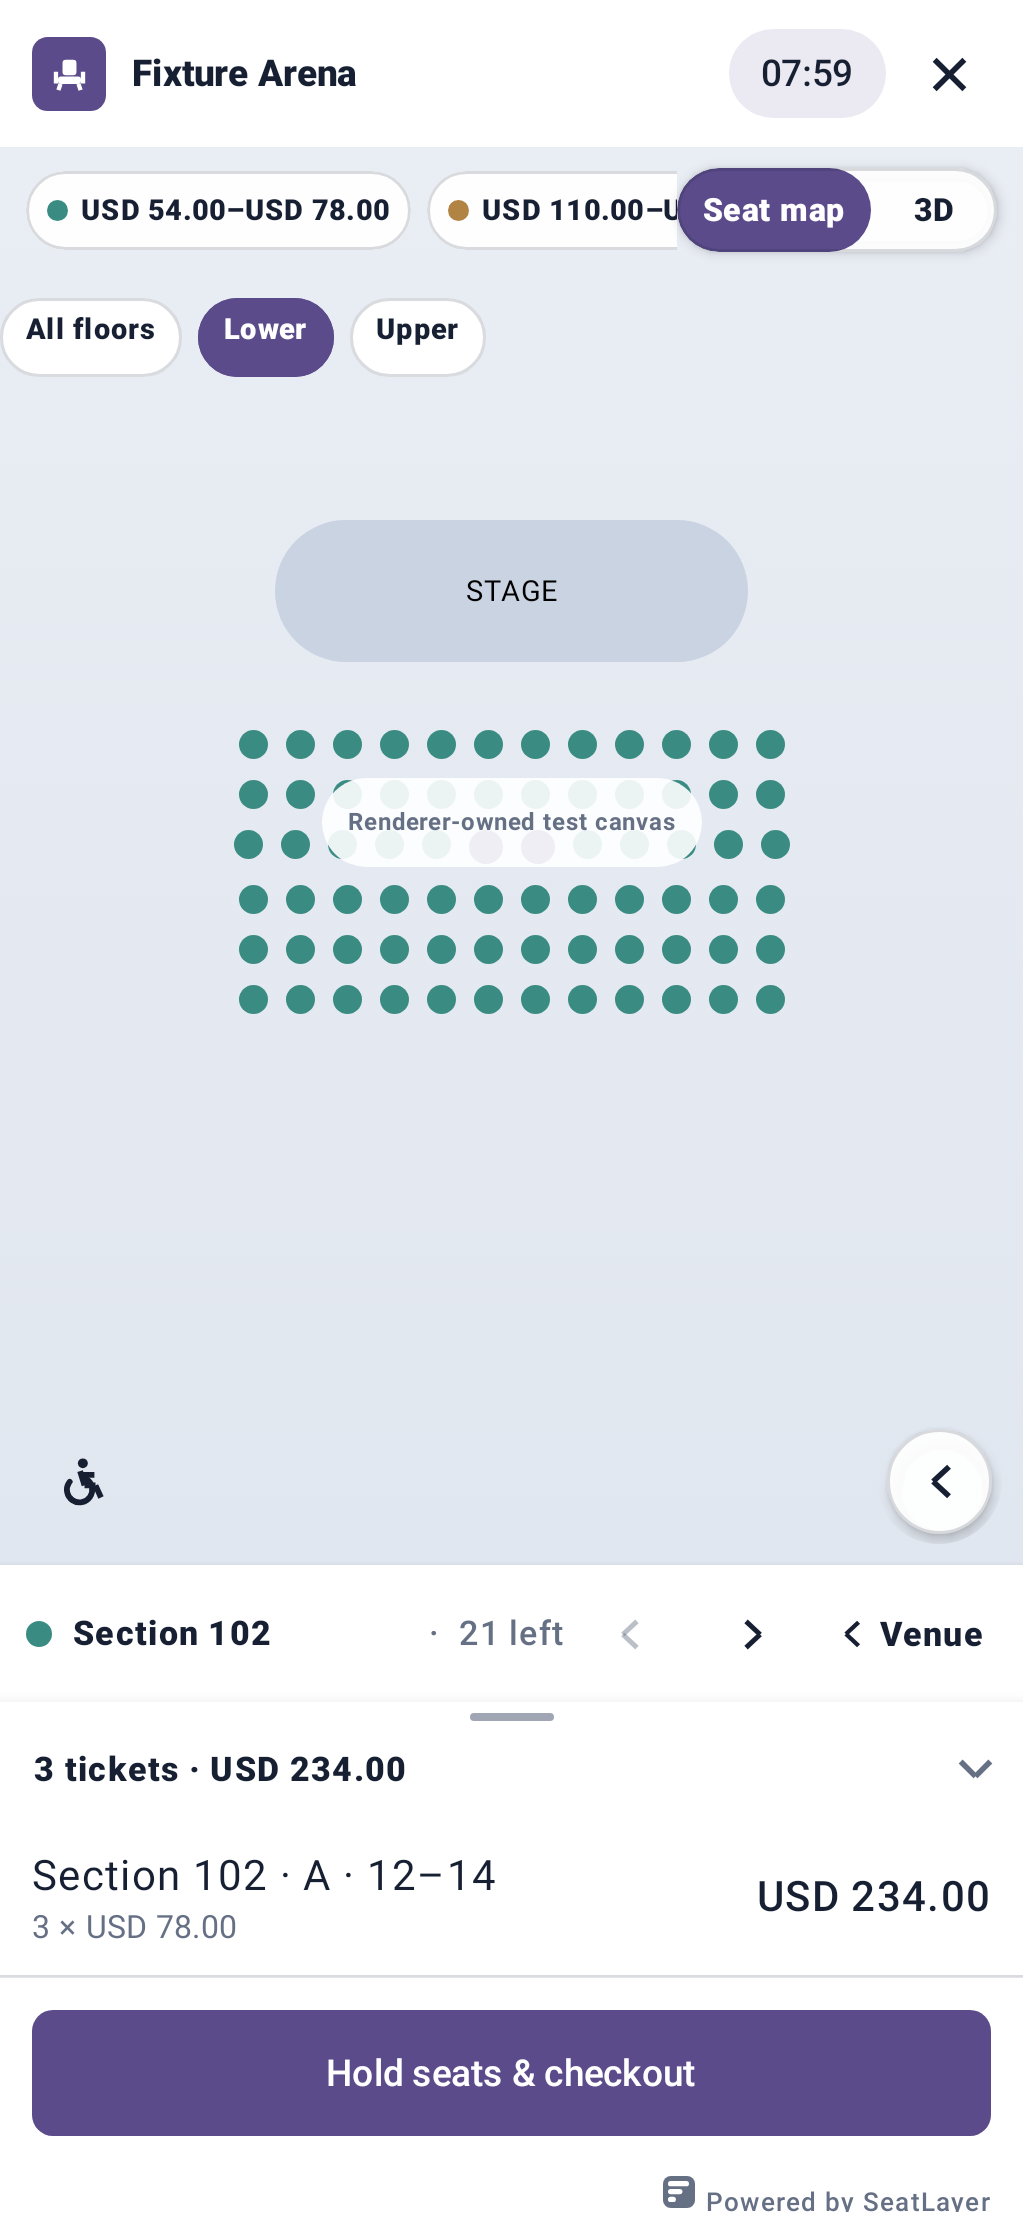 Fixture Arena
07:59
USD 54.00–USD 78.00
USD 110.00–U
Seat map
3D
All floors
Lower
Upper
STAGE
Renderer-owned test canvas
Section 102
· 21 left
Venue
3 tickets · USD 234.00
Section 102 · A · 12–14
USD 234.00
3 × USD 78.00
Hold seats & checkout
Powered by SeatLayer